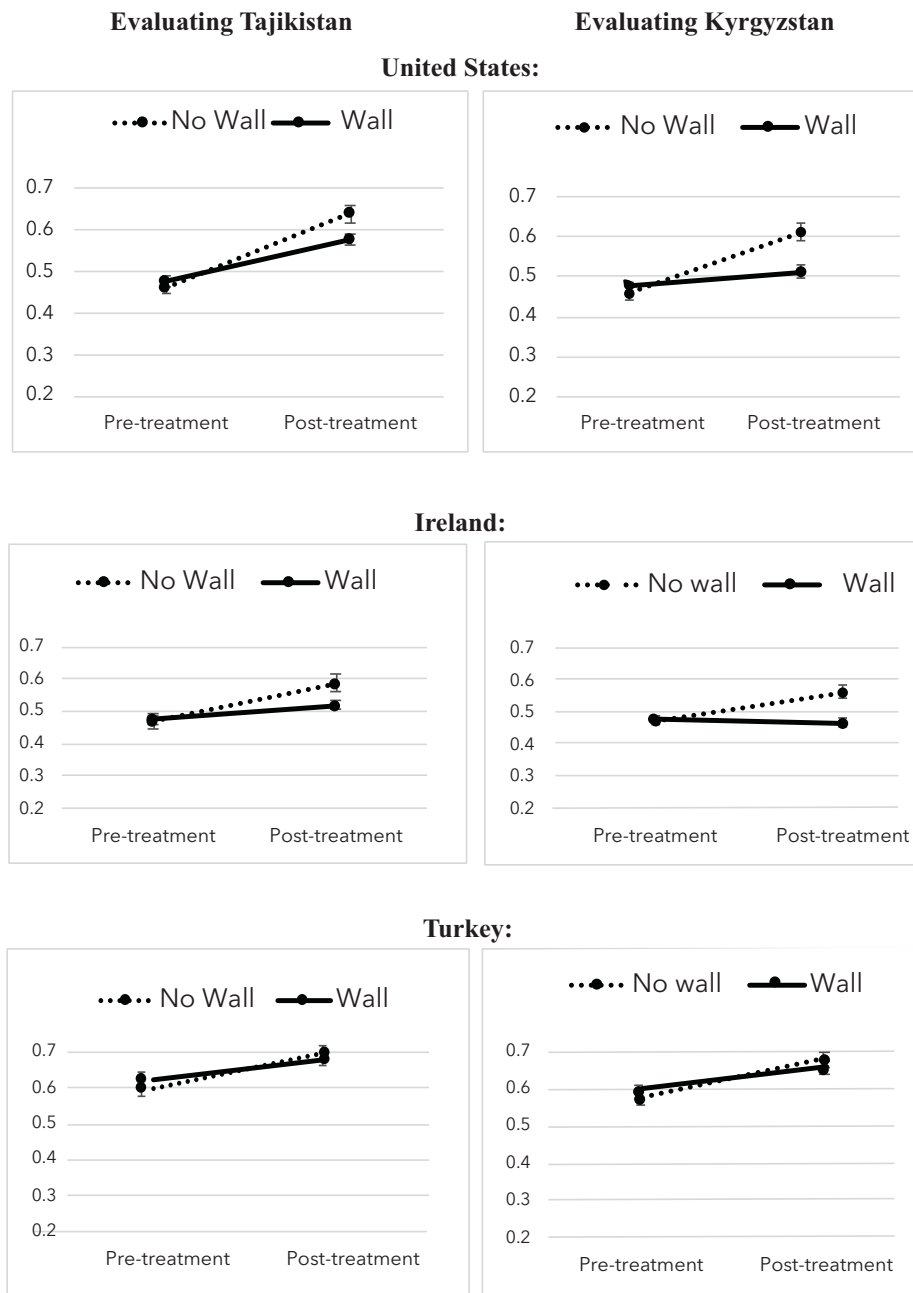 Evaluating Tajikistan Evaluating Kyrgyzstan
United States:
No Wall Wall
0.7
0.6
0.5
0.4
0.3
0.2
Pre-treatment Post-treatment
No Wall Wall
0.7
0.6
0.5
0.4
0.3
0.2
Pre-treatment Post-treatment
Ireland:
No Wall Wall
0.7
0.6
0.5
0.4
0.3
0.2
Pre-treatment Post-treatment
No wall Wall
0.7
0.6
0.5
0.4
0.3
0.2
Pre-treatment Post-treatment
Turkey:
No Wall Wall
0.7
0.6
0.5
0.4
0.3
0.2
Pre-treatment Post-treatment
No wall Wall
0.7
0.6
0.5
0.4
0.3
0.2
Pre-treatment Post-treatment